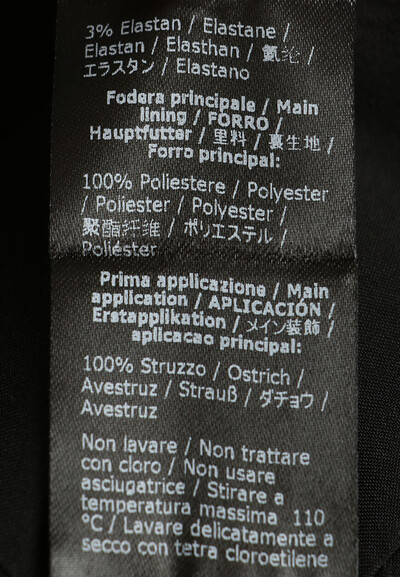 3% Elastan / Elastane /
Elastan / Elasthan / 氨纶 /
エラスタン / Elastano
Fodera principale / Main
lining / FORRO /
Hauptfutter / 里料 / 裏生地 /
Forro principal:
100% Poliestere / Polyester
/ Poliester / Polyester /
聚酯纤维 / ポリエステル /
Poliéster
Prima applicazione / Main
application / APLICACIÓN /
Erstapplikation / メイン装飾 /
aplicacao principal:
100% Struzzo / Ostrich /
Avestruz / Strauß / ダチョウ /
Avestruz
Non lavare / Non trattare
con cloro / Non usare
asciugatrice / Stirare a
temperatura massima 110
°C / Lavare delicatamente a
secco con tetra cloroetilene